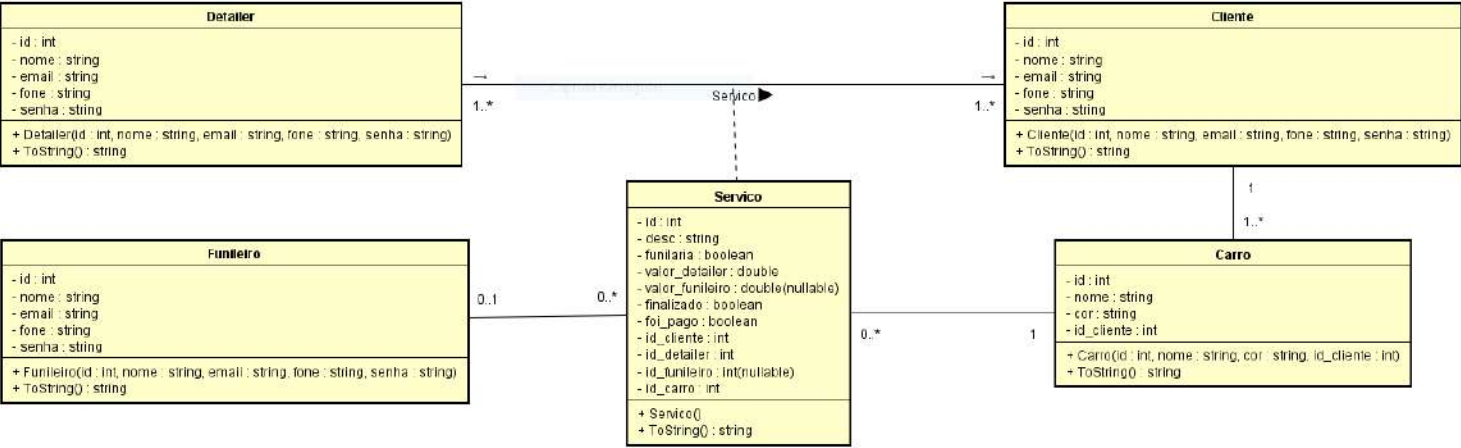 Detailer
- id : int
- nome : string
- email : string
- fone : string
- senha : string
+ Detailer(id : int, nome : string, email : string, fone : string, senha : string)
+ ToString() : string
1..*
Servico
1..*
Cliente
- id : int
- nome : string
- email : string
- fone : string
- senha : string
+ Cliente(id : int, nome : string, email : string, fone : string, senha : string)
+ ToString() : string
1
1..*
Funileiro
- id : int
- nome : string
- email : string
- fone : string
- senha : string
+ Funileiro(id : int, nome : string, email : string, fone : string, senha : string)
+ ToString() : string
0..1
0..*
Servico
- id : int
- desc : string
- funilaria : boolean
- valor_detailer : double
- valor_funileiro : double(nullable)
- finalizado : boolean
- foi_pago : boolean
- id_cliente : int
- id_detailer : int
- id_funileiro : int(nullable)
- id_carro : int
+ Servico()
+ ToString() : string
0..*
1
Carro
- id : int
- nome : string
- cor : string
- id_cliente : int
+ Carro(id : int, nome : string, cor : string, id_cliente : int)
+ ToString() : string